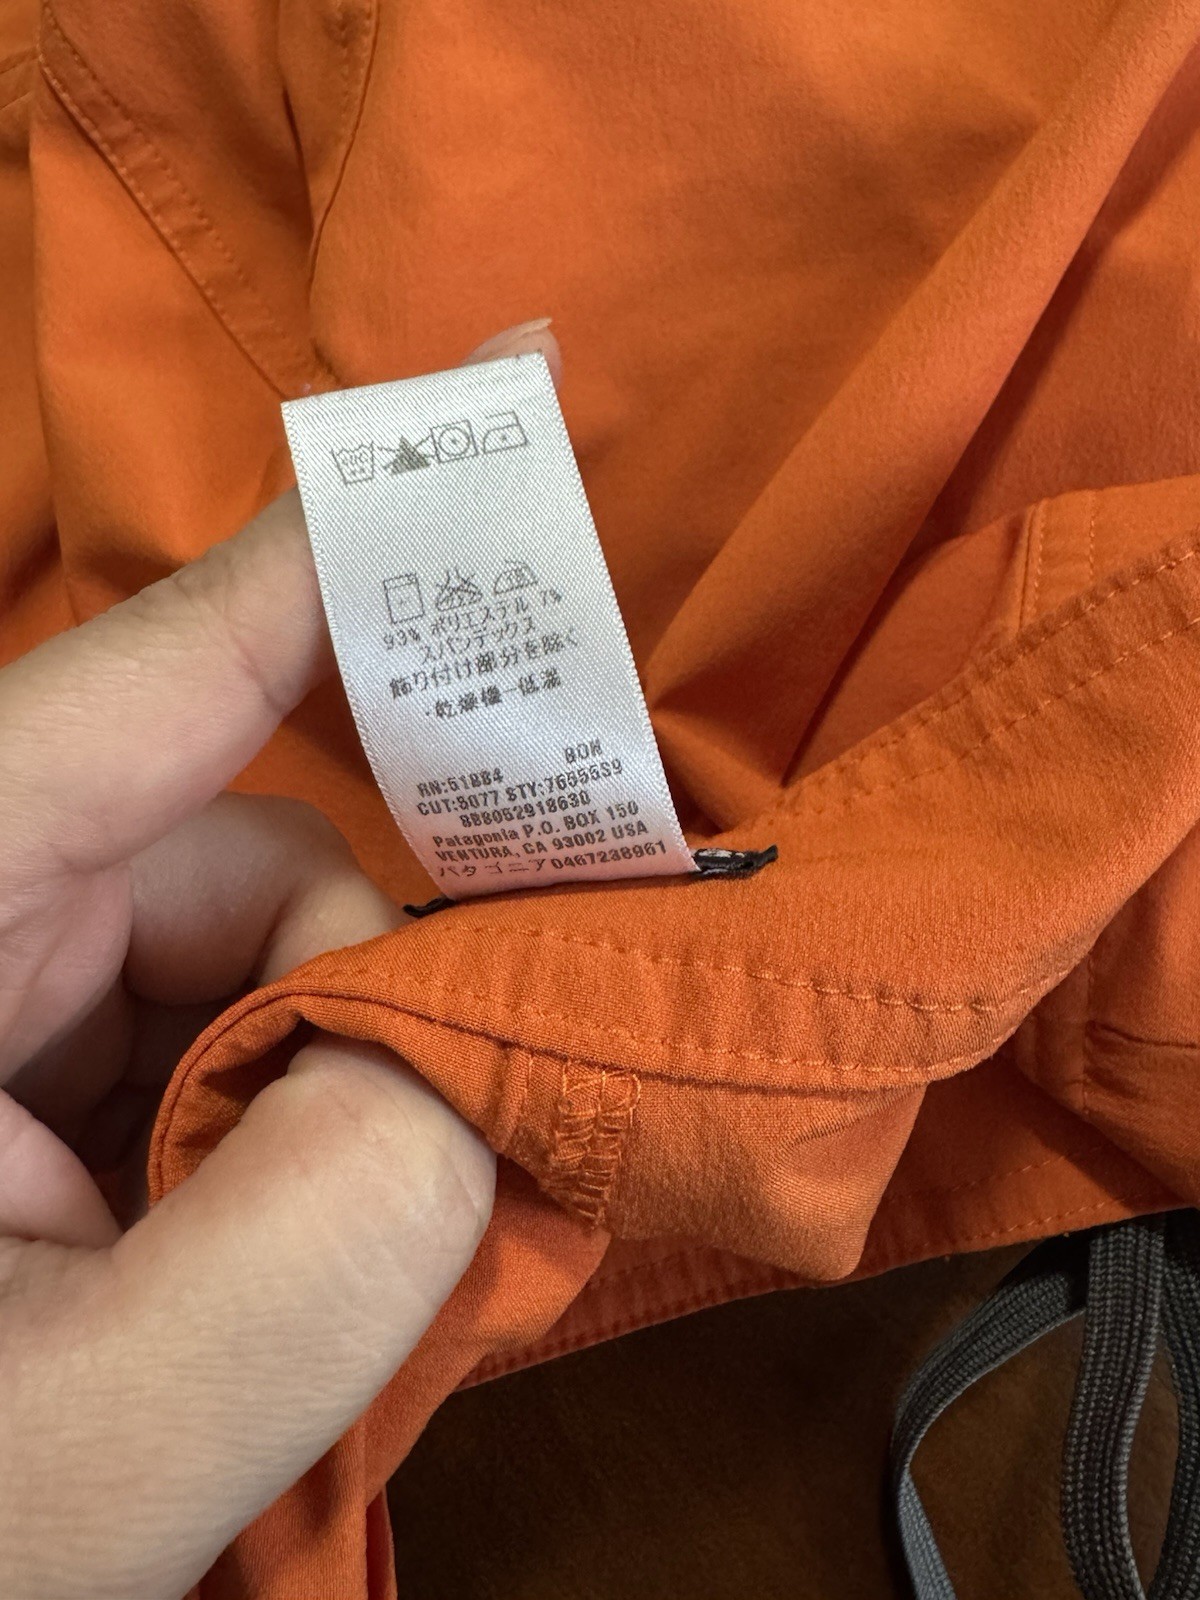 93% ポリエステル 7%
スパンデックス
飾り付け部分を除く
・乾燥機ー低温
BON
RN:51884
CUT:5077 STY:76555S9
888052918630
Patagonia P.O. BOX 150
VENTURA, CA 93002 USA
パタゴニア 0467238961